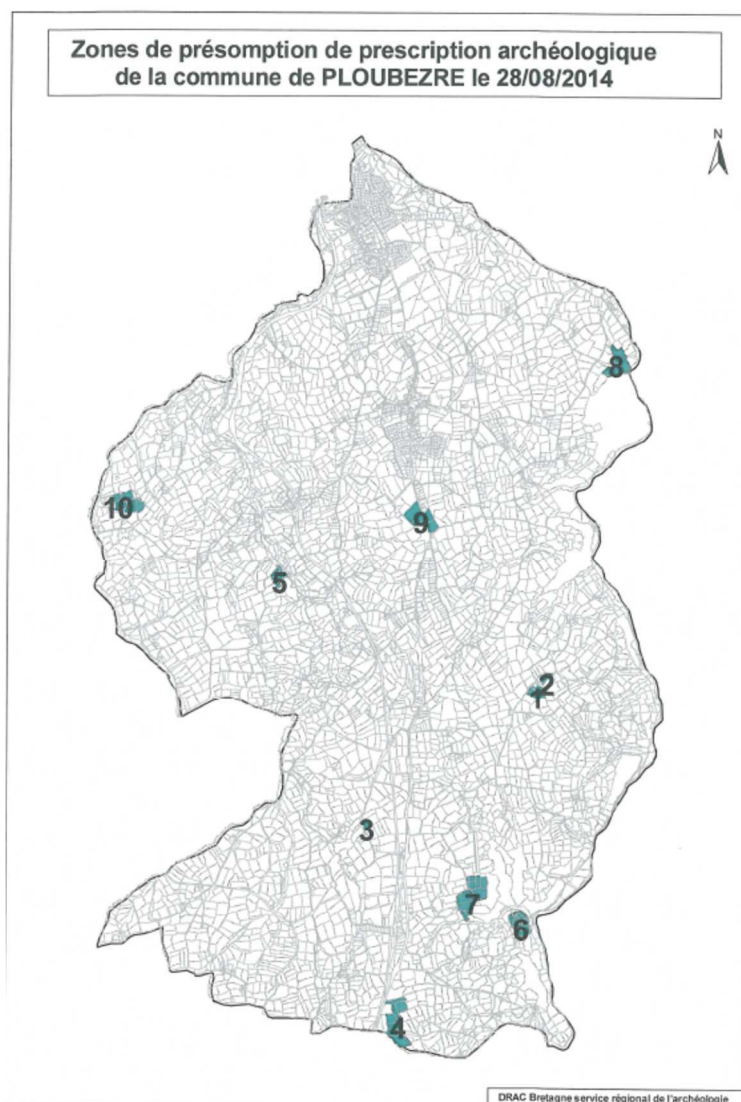 Zones de présomption de prescription archéologique
de la commune de PLOUBEZRE le 28/08/2014
N
8
10
9
5
2
1
3
7
6
4
DRAC Bretagne service régional de l'archéologie